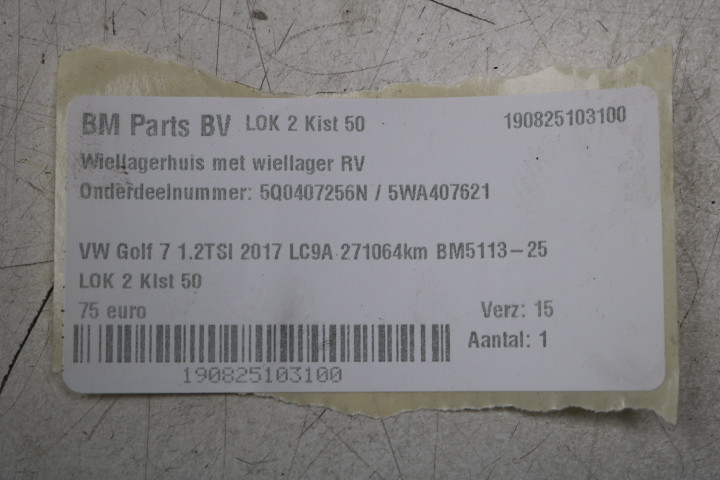 BM Parts BV LOK 2 Kist 50 190825103100
Wiellagerhuis met wiellager RV
Onderdeelnummer: 5Q0407256N / 5WA407621
VW Golf 7 1.2TSI 2017 LC9A 271064km BM5113-25
LOK 2 Kist 50
75 euro Verz: 15
Aantal: 1
190825103100